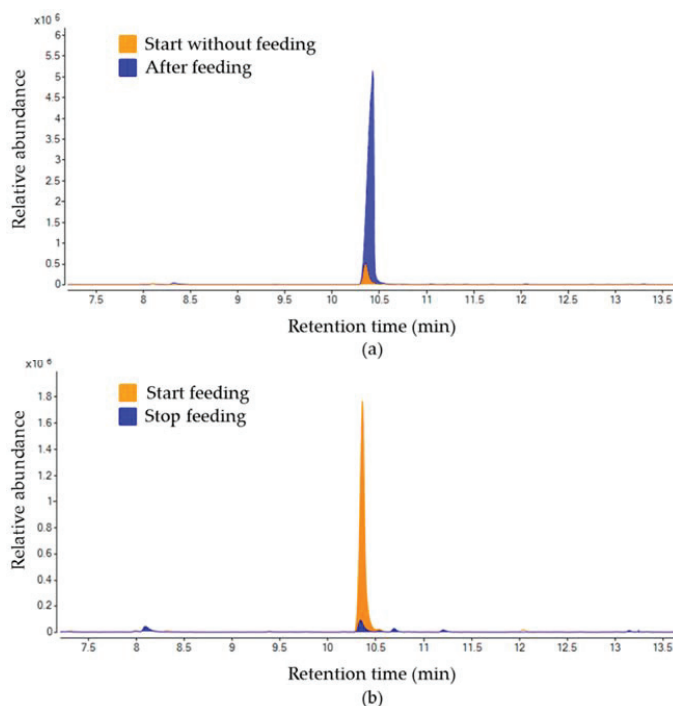 x10 6
6
5.5
5
4.5
4
3.5
3
2.5
2
1.5
1
0.5
0
Relative abundance
Start without feeding
After feeding
7.5 8 8.5 9 9.5 10 10.5 11 11.5 12 12.5 13 13.5
Retention time (min)
(a)
x10 6
1.8
1.6
1.4
1.2
1
0.8
0.6
0.4
0.2
0
Relative abundance
Start feeding
Stop feeding
7.5 8 8.5 9 9.5 10 10.5 11 11.5 12 12.5 13 13.5
Retention time (min)
(b)